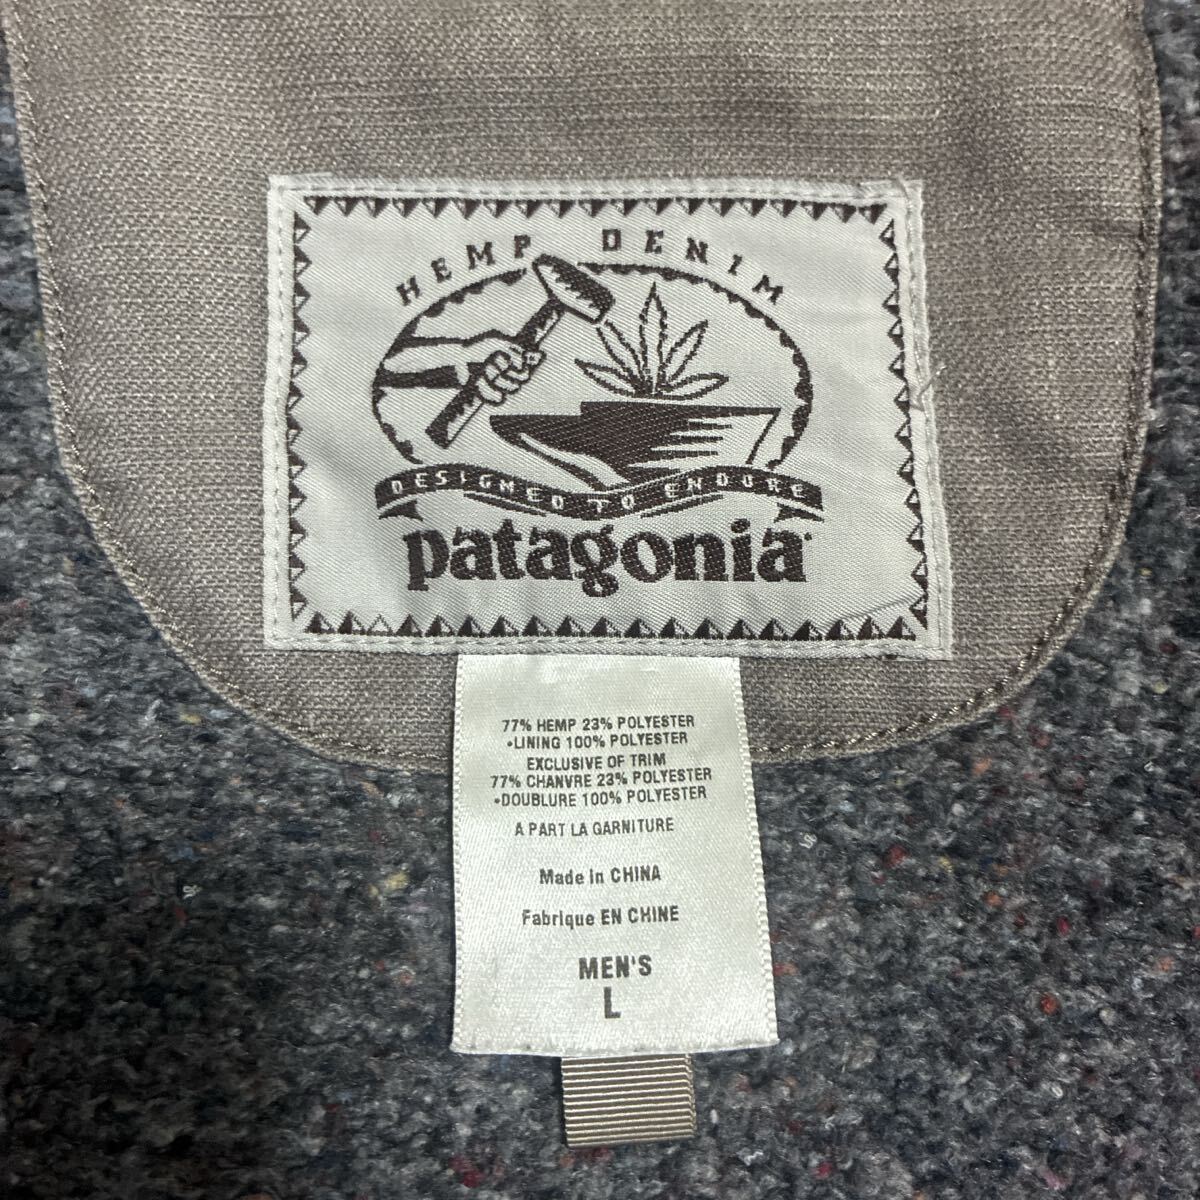 HEMP DENIM
DESIGNED TO ENDURE
patagonia
77% HEMP 23% POLYESTER
•LINING 100% POLYESTER
EXCLUSIVE OF TRIM
77% CHANVRE 23% POLYESTER
•DOUBLURE 100% POLYESTER
A PART LA GARNITURE
Made in CHINA
Fabrique EN CHINE
MEN'S
L